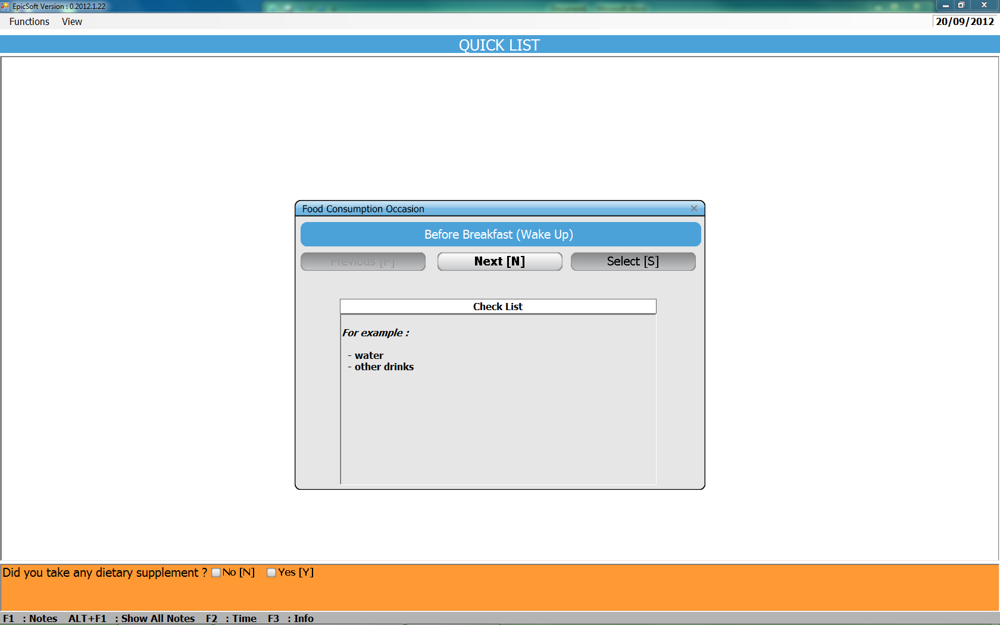 EpicSoft Version : 0.2012.1.22
Functions View 20/09/2012
QUICK LIST
Food Consumption Occasion
Before Breakfast (Wake Up)
Previous [P] Next [N] Select [S]
Check List
For example :
- water
- other drinks
Did you take any dietary supplement ? No [N] Yes [Y]
F1 : Notes ALT+F1 : Show All Notes F2 : Time F3 : Info